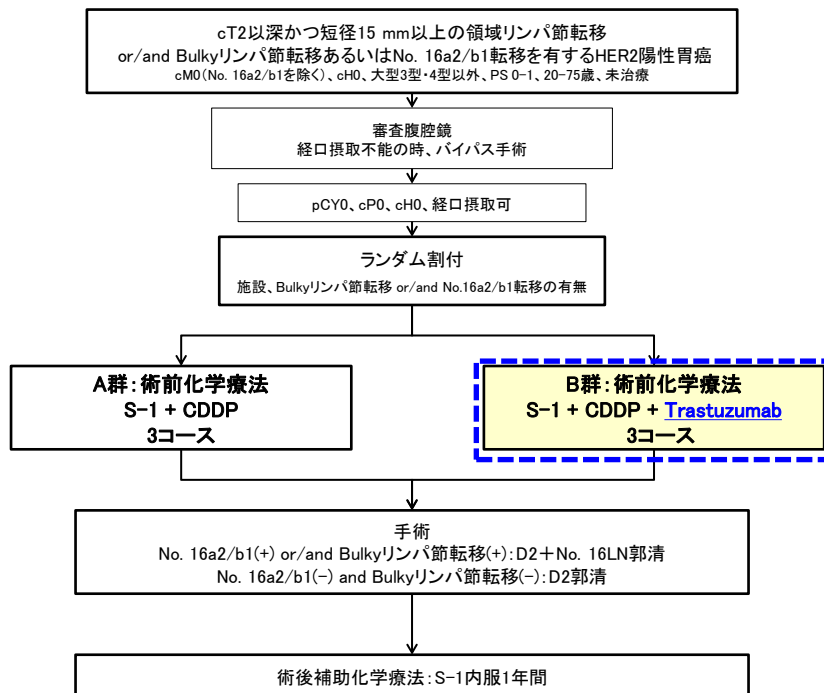 cT2以深かつ短径15 mm以上の領域リンパ節転移
or/and Bulkyリンパ節転移あるいはNo. 16a2/b1転移を有するHER2陽性胃癌
cM0(No. 16a2/b1を除く)、cH0、大型3型・4型以外、PS 0-1、20-75歳、未治療
審査腹腔鏡
経口摂取不能の時、バイパス手術
pCY0、cP0、cH0、経口摂取可
ランダム割付
施設、Bulkyリンパ節転移 or/and No.16a2/b1転移の有無
A群：術前化学療法
S-1 + CDDP
3コース
B群：術前化学療法
S-1 + CDDP + Trastuzumab
3コース
手術
No. 16a2/b1(+) or/and Bulkyリンパ節転移(+)：D2＋No. 16LN郭清
No. 16a2/b1(-) and Bulkyリンパ節転移(-)：D2郭清
術後補助化学療法：S-1内服1年間